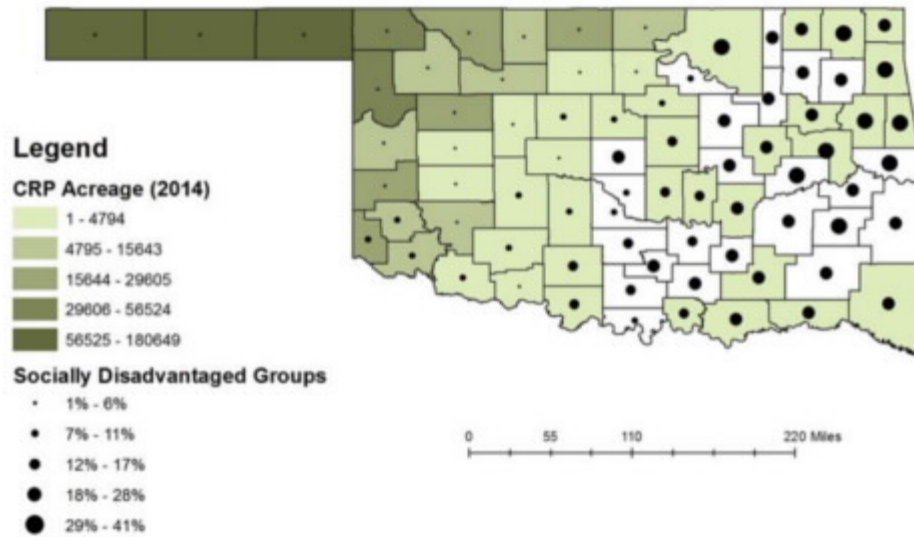 Legend
CRP Acreage (2014)
1 - 4794
4795 - 15643
15644 - 29605
29606 - 56524
56525 - 180649
Socially Disadvantaged Groups
1% - 6%
7% - 11%
12% - 17%
18% - 28%
29% - 41%
0 55 110 220 Miles